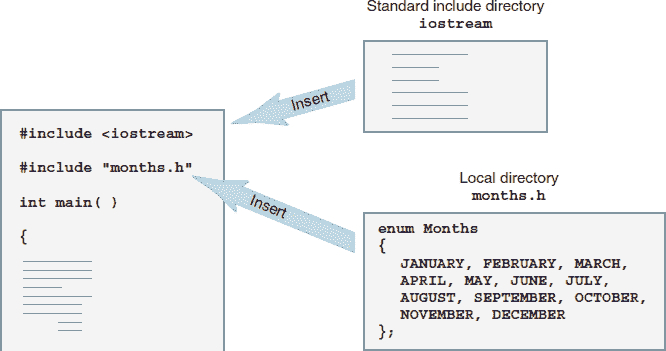 Standard include directory
iostream
Insert
#include <iostream>
#include "months.h"
int main( )
{
Insert
Local directory
months.h
enum Months
{
JANUARY, FEBRUARY, MARCH,
APRIL, MAY, JUNE, JULY,
AUGUST, SEPTEMBER, OCTOBER,
NOVEMBER, DECEMBER
};